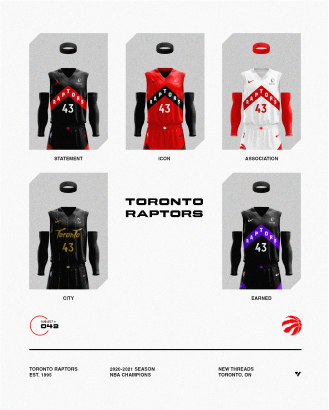 RAPTORS
43
RAPTORS
43
RAPTORS
43
STATEMENT
ICON
ASSOCIATION
Toronto
43
TORONTO
RAPTORS
RAPTORS
43
CITY
EARNED
043
TORONTO RAPTORS
EST. 1995
2020-2021 SEASON
NBA CHAMPIONS
NEW THREADS
TORONTO, ON